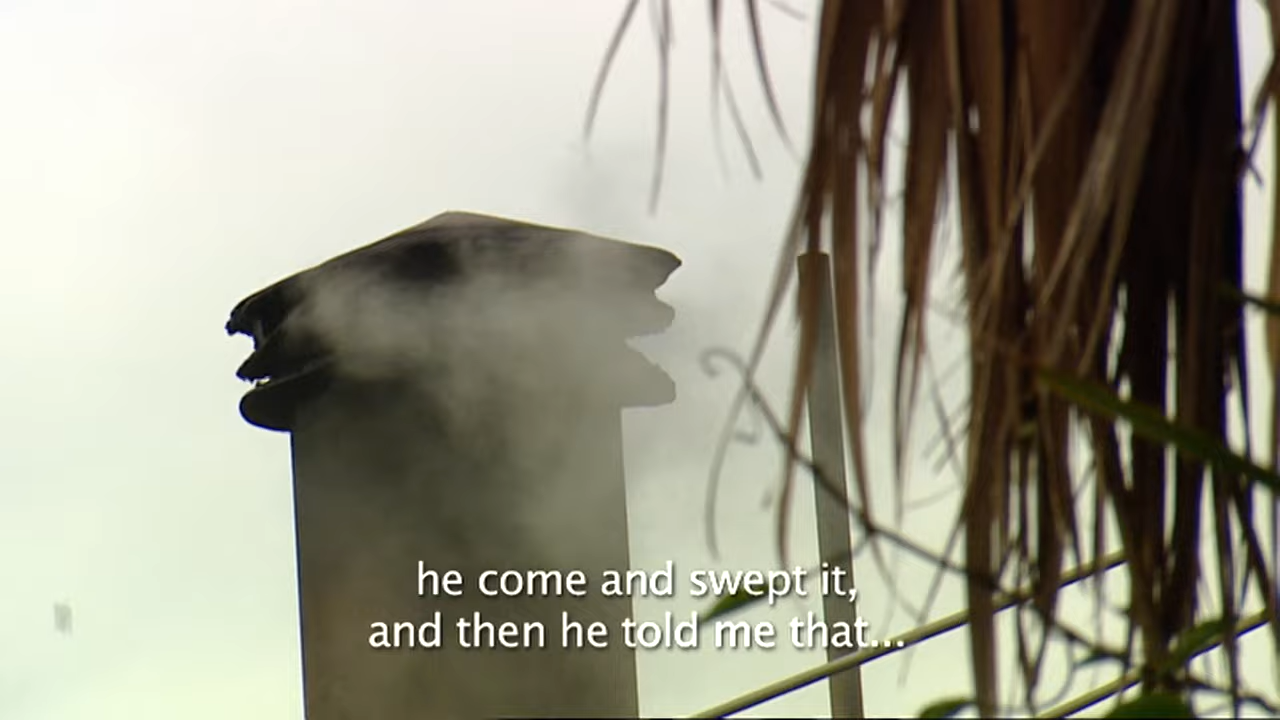 he come and swept it,
and then he told me that...